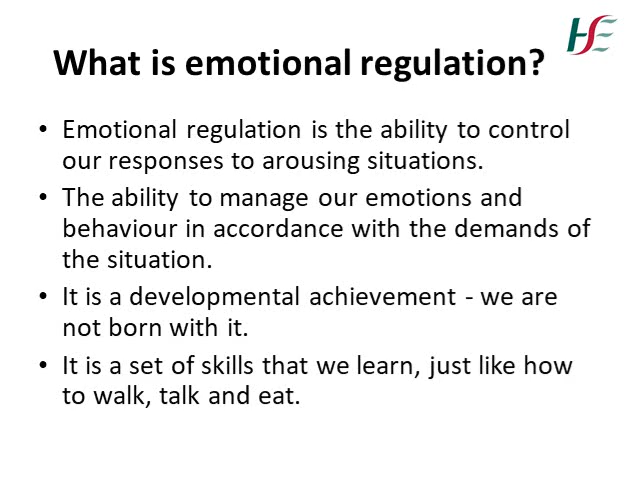 HSE
What is emotional regulation?
• Emotional regulation is the ability to control
our responses to arousing situations.
• The ability to manage our emotions and
behaviour in accordance with the demands of
the situation.
• It is a developmental achievement - we are
not born with it.
• It is a set of skills that we learn, just like how
to walk, talk and eat.